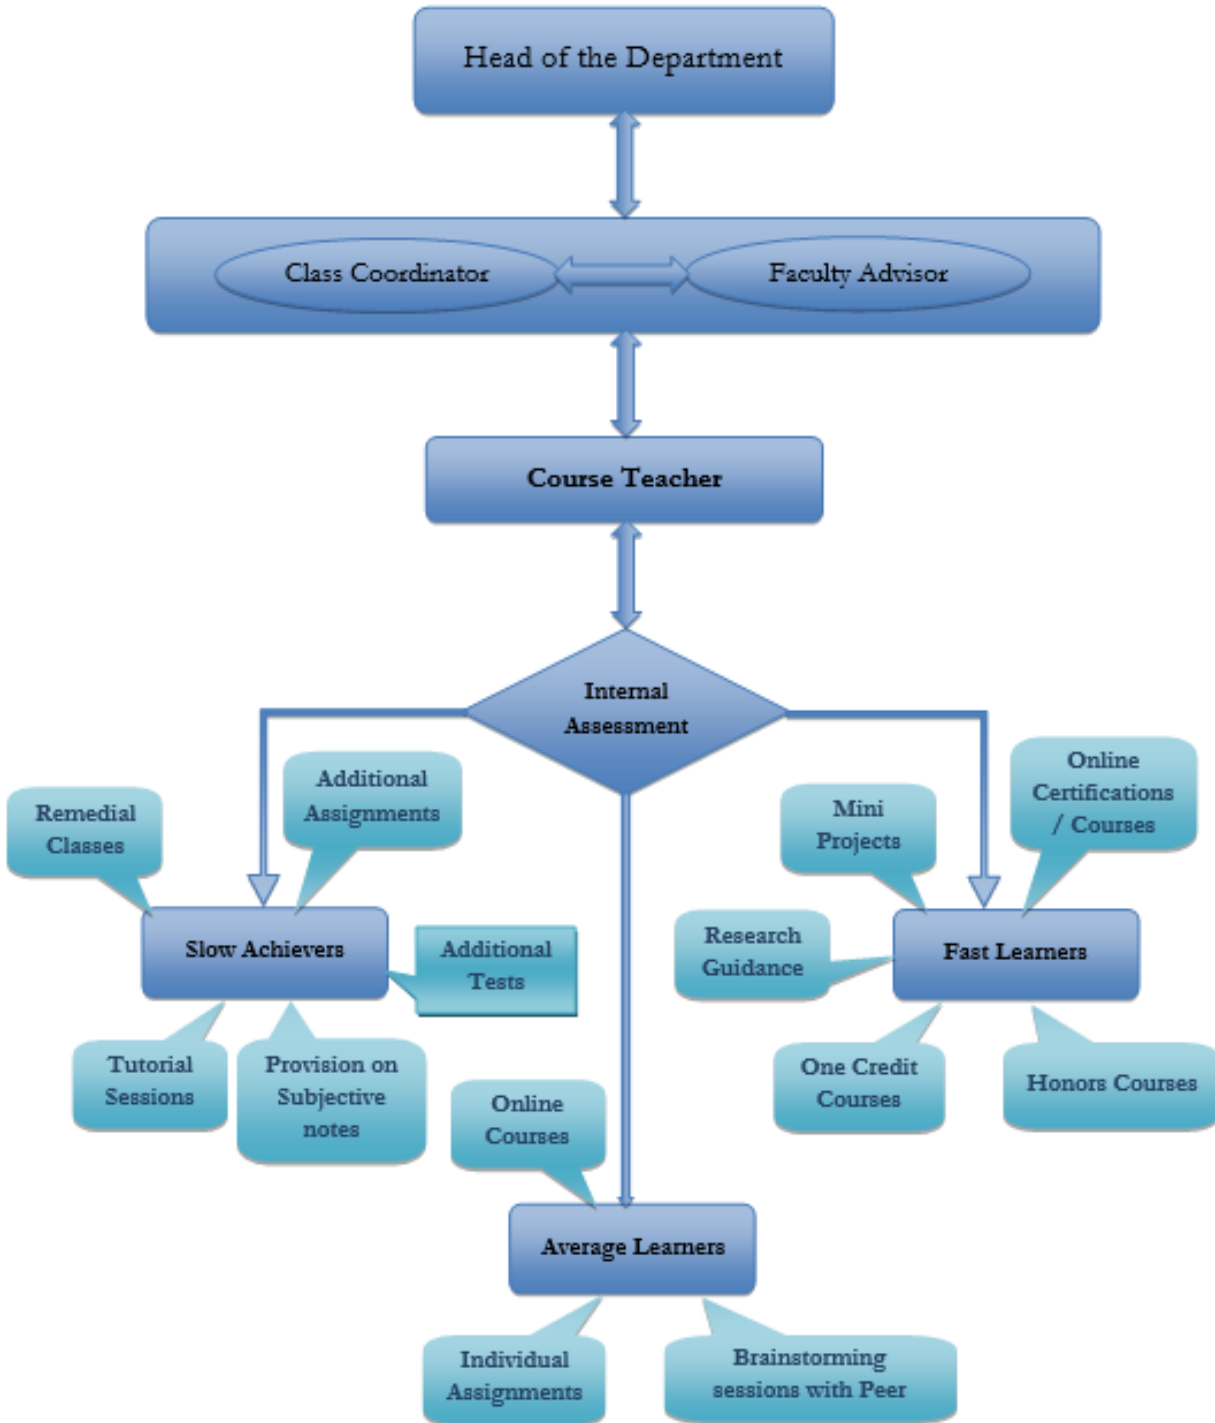 Head of the Department
Class Coordinator
Faculty Advisor
Course Teacher
Internal
Assessment
Remedial
Classes
Additional
Assignments
Slow Achievers
Additional
Tests
Tutorial
Sessions
Provision on
Subjective
notes
Mini
Projects
Online
Certifications
/ Courses
Research
Guidance
Fast Learners
One Credit
Courses
Honors Courses
Online
Courses
Average Learners
Individual
Assignments
Brainstorming
sessions with Peer